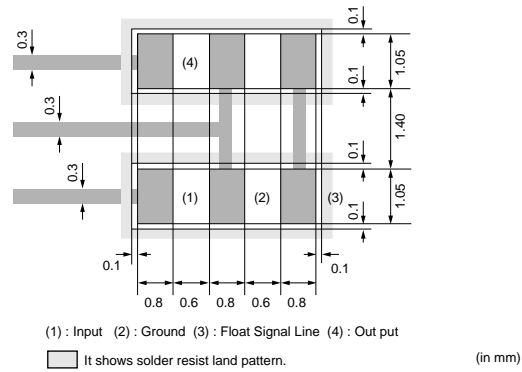 0.1
0.3
(4)
0.1
1.05
0.3
0.1
1.40
0.3
(1) (2) (3)
0.1
1.05
0.1 0.1
0.8 0.6 0.8 0.6 0.8
(1) : Input (2) : Ground (3) : Float Signal Line (4) : Out put
It shows solder resist land pattern.
(in mm)